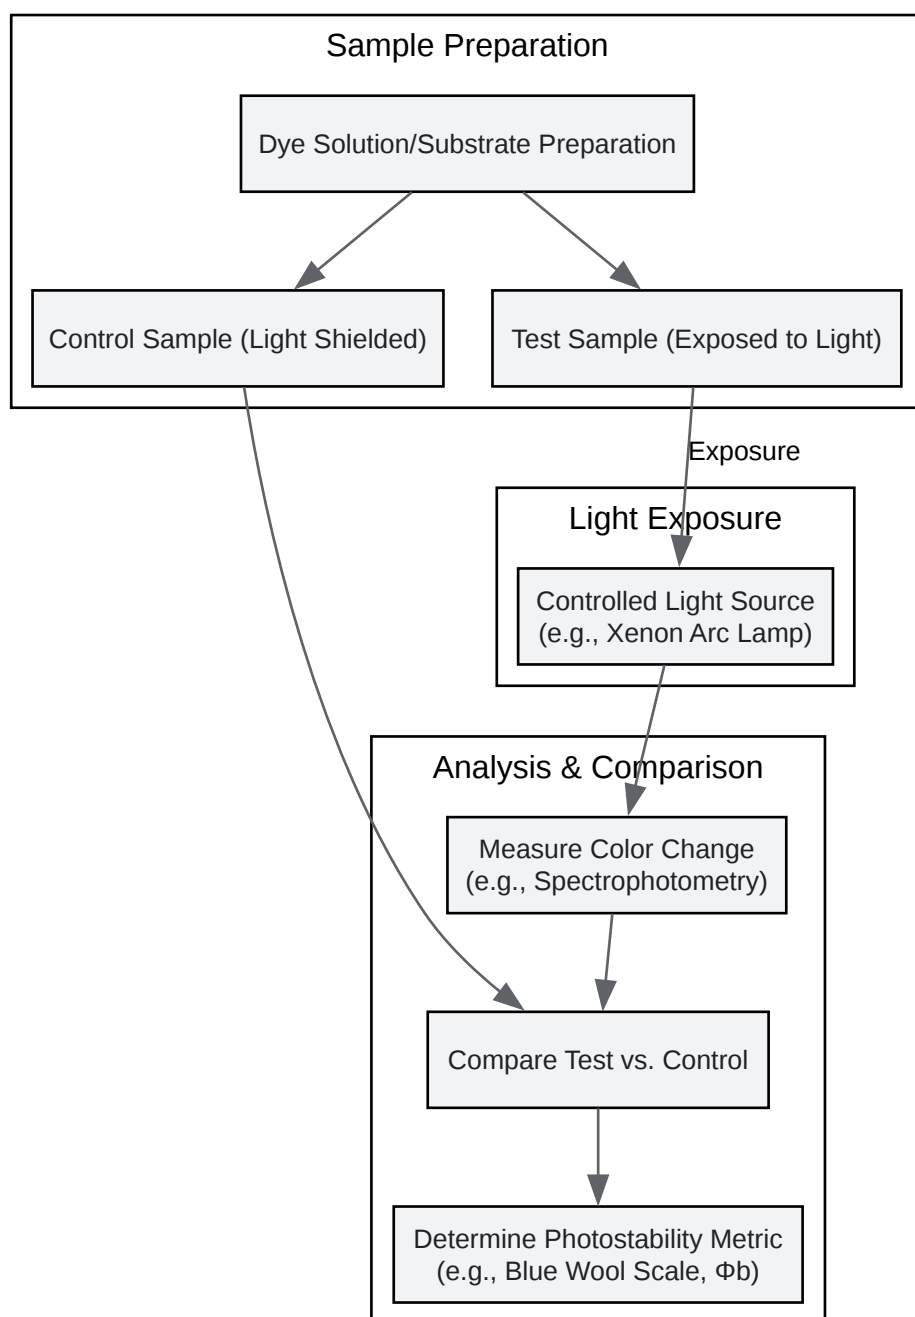 Sample Preparation
Dye Solution/Substrate Preparation
Control Sample (Light Shielded)
Test Sample (Exposed to Light)
Exposure
Light Exposure
Controlled Light Source
(e.g., Xenon Arc Lamp)
Analysis & Comparison
Measure Color Change
(e.g., Spectrophotometry)
Compare Test vs. Control
Determine Photostability Metric
(e.g., Blue Wool Scale, Φb)